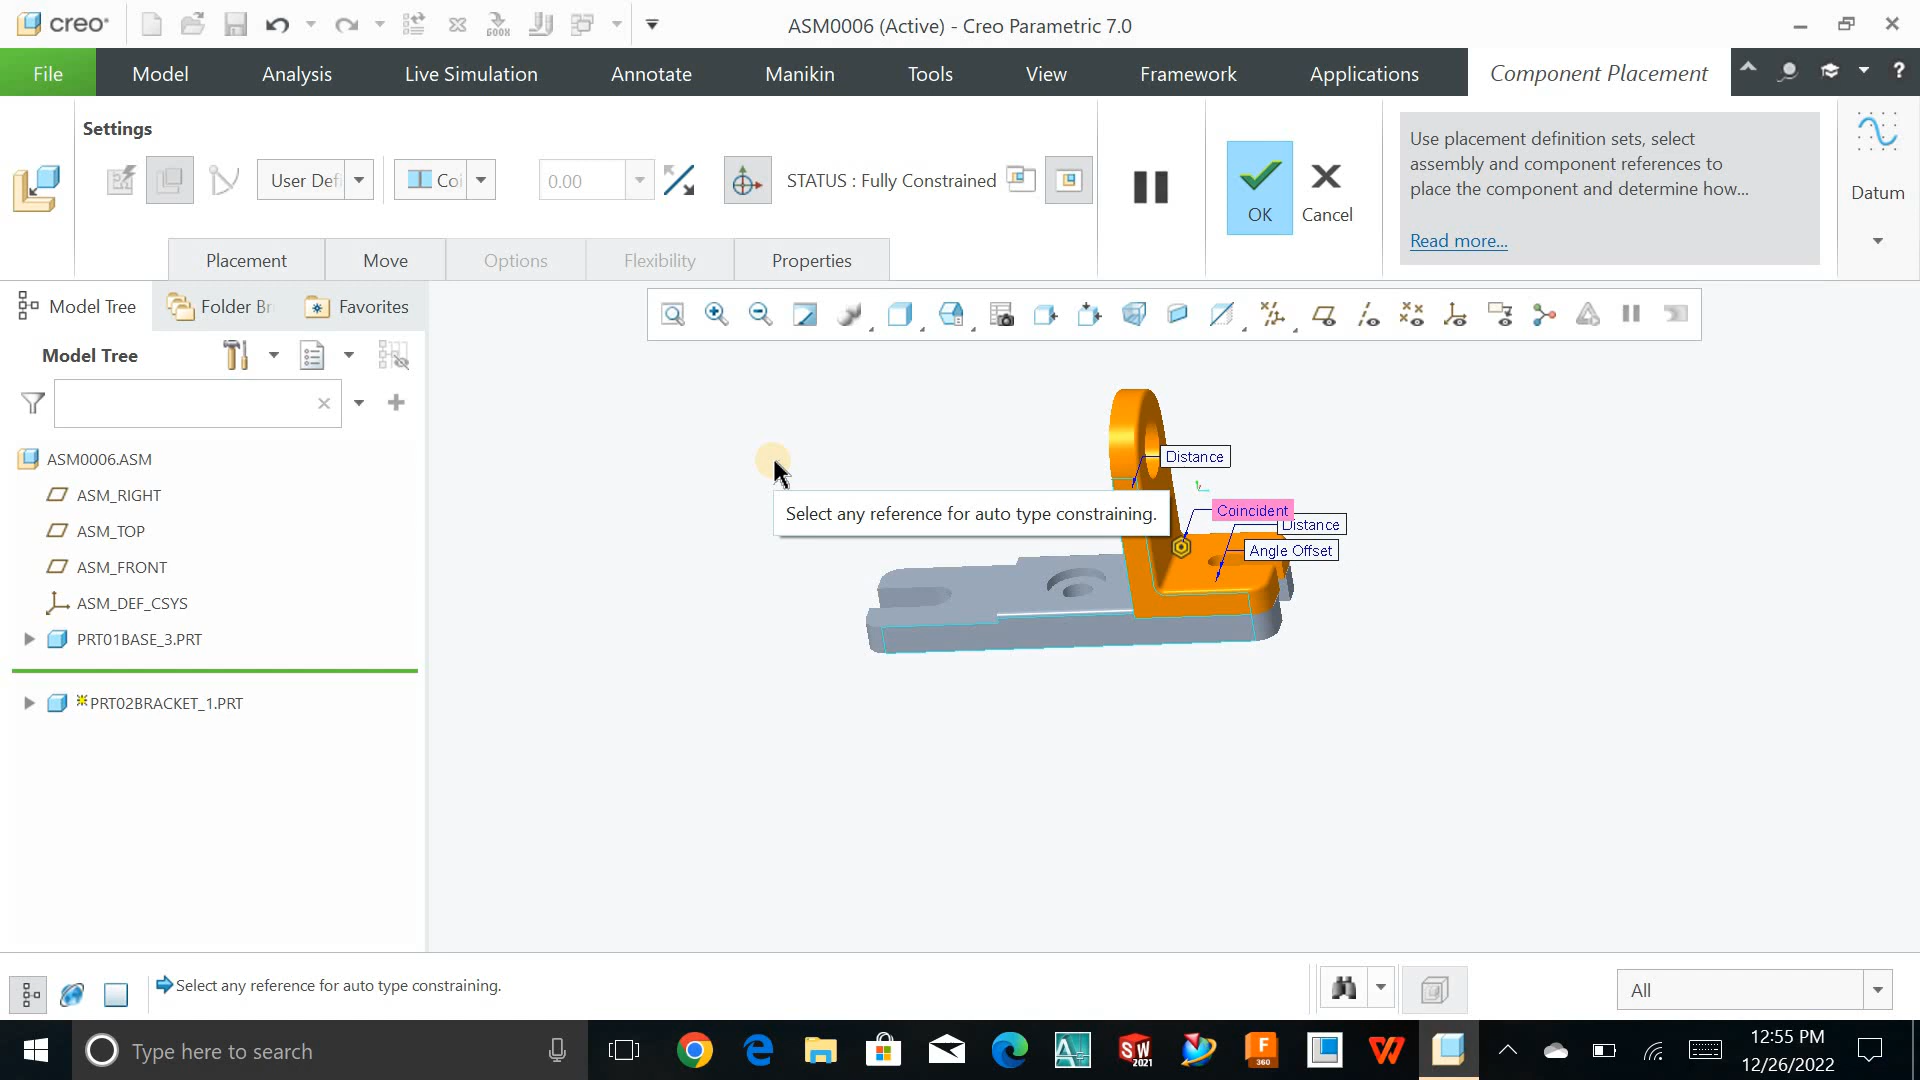 creo
ASM0006 (Active) - Creo Parametric 7.0
File Model Analysis Live Simulation Annotate Manikin Tools View Framework Applications Component Placement
Settings
User Defi
Coi
0.00
STATUS : Fully Constrained
OK
Cancel
Use placement definition sets, select
assembly and component references to
place the component and determine how...
Read more...
Datum
Placement Move Options Flexibility Properties
Model Tree Folder Br Favorites
Model Tree
ASM0006.ASM
ASM_RIGHT
ASM_TOP
ASM_FRONT
ASM_DEF_CSYS
PRT01BASE_3.PRT
PRT02BRACKET_1.PRT
Distance
Select any reference for auto type constraining.
Coincident
Distance
Angle Offset
Select any reference for auto type constraining.
All
Type here to search
SW
2021
F
360
12:55 PM
12/26/2022